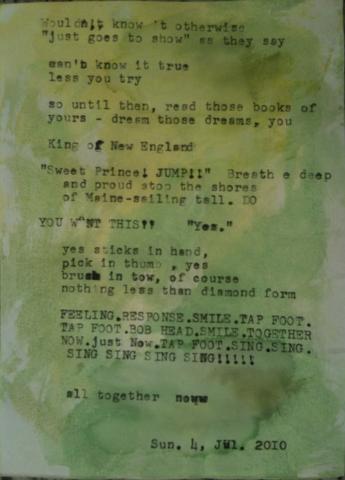 Wouldn't know 't otherwise
"just goes to show" as they say
can't know it true
less you try
so until then, read those books of
yours - dream those dreams, you
King of New England
"Sweet Prince! JUMP!!" Breath e deep
and proud stop the shores
of Maine-sailing tall. DO
YOU WANT THIS?? "Yes."
yes sticks in hand,
pick in thumb , yes
brush in tow, of course
nothing less than diamond form
FEELING.RESPONSE.SMILE.TAP FOOT.
TAP FOOT.BOB HEAD.SMILE.TOGETHER
NOW.just Now.TAP FOOT.SING.SING.
SING SING SING SING!!!!!
all together now
Sun. 4, JUl. 2010